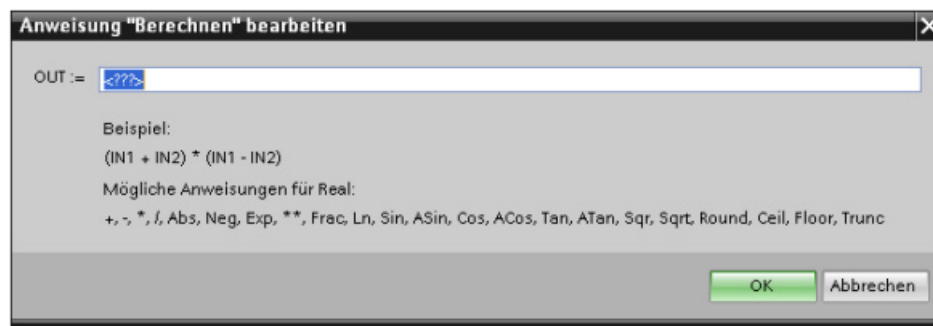 Anweisung "Berechnen" bearbeiten
OUT := <???>
Beispiel:
(IN1 + IN2) * (IN1 - IN2)
Mögliche Anweisungen für Real:
+, -, *, /, Abs, Neg, Exp, **, Frac, Ln, Sin, ASin, Cos, ACos, Tan, ATan, Sqr, Sqrt, Round, Ceil, Floor, Trunc
OK Abbrechen